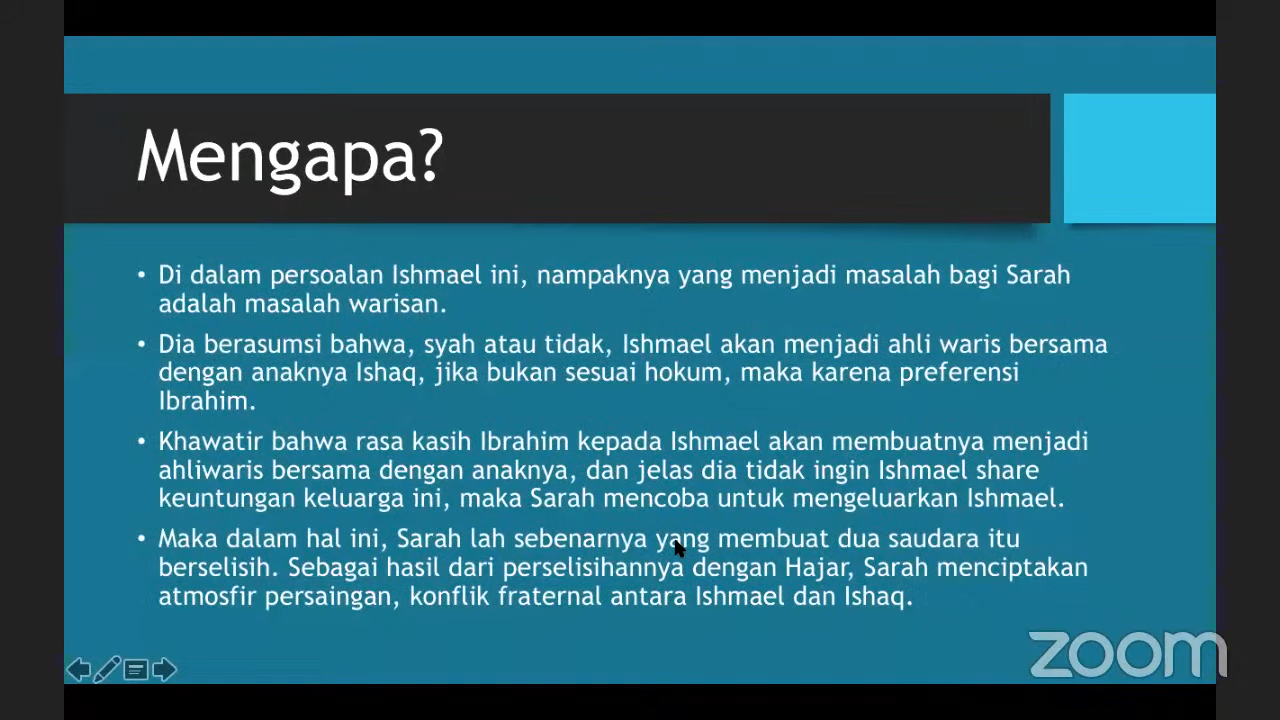 Mengapa?
• Di dalam persoalan Ishmael ini, nampaknya yang menjadi masalah bagi Sarah
adalah masalah warisan.
• Dia berasumsi bahwa, syah atau tidak, Ishmael akan menjadi ahli waris bersama
dengan anaknya Ishaq, jika bukan sesuai hokum, maka karena preferensi
Ibrahim.
• Khawatir bahwa rasa kasih Ibrahim kepada Ishmael akan membuatnya menjadi
ahliwaris bersama dengan anaknya, dan jelas dia tidak ingin Ishmael share
keuntungan keluarga ini, maka Sarah mencoba untuk mengeluarkan Ishmael.
• Maka dalam hal ini, Sarah lah sebenarnya yang membuat dua saudara itu
berselisih. Sebagai hasil dari perselisihannya dengan Hajar, Sarah menciptakan
atmosfir persaingan, konflik fraternal antara Ishmael dan Ishaq.
zoom